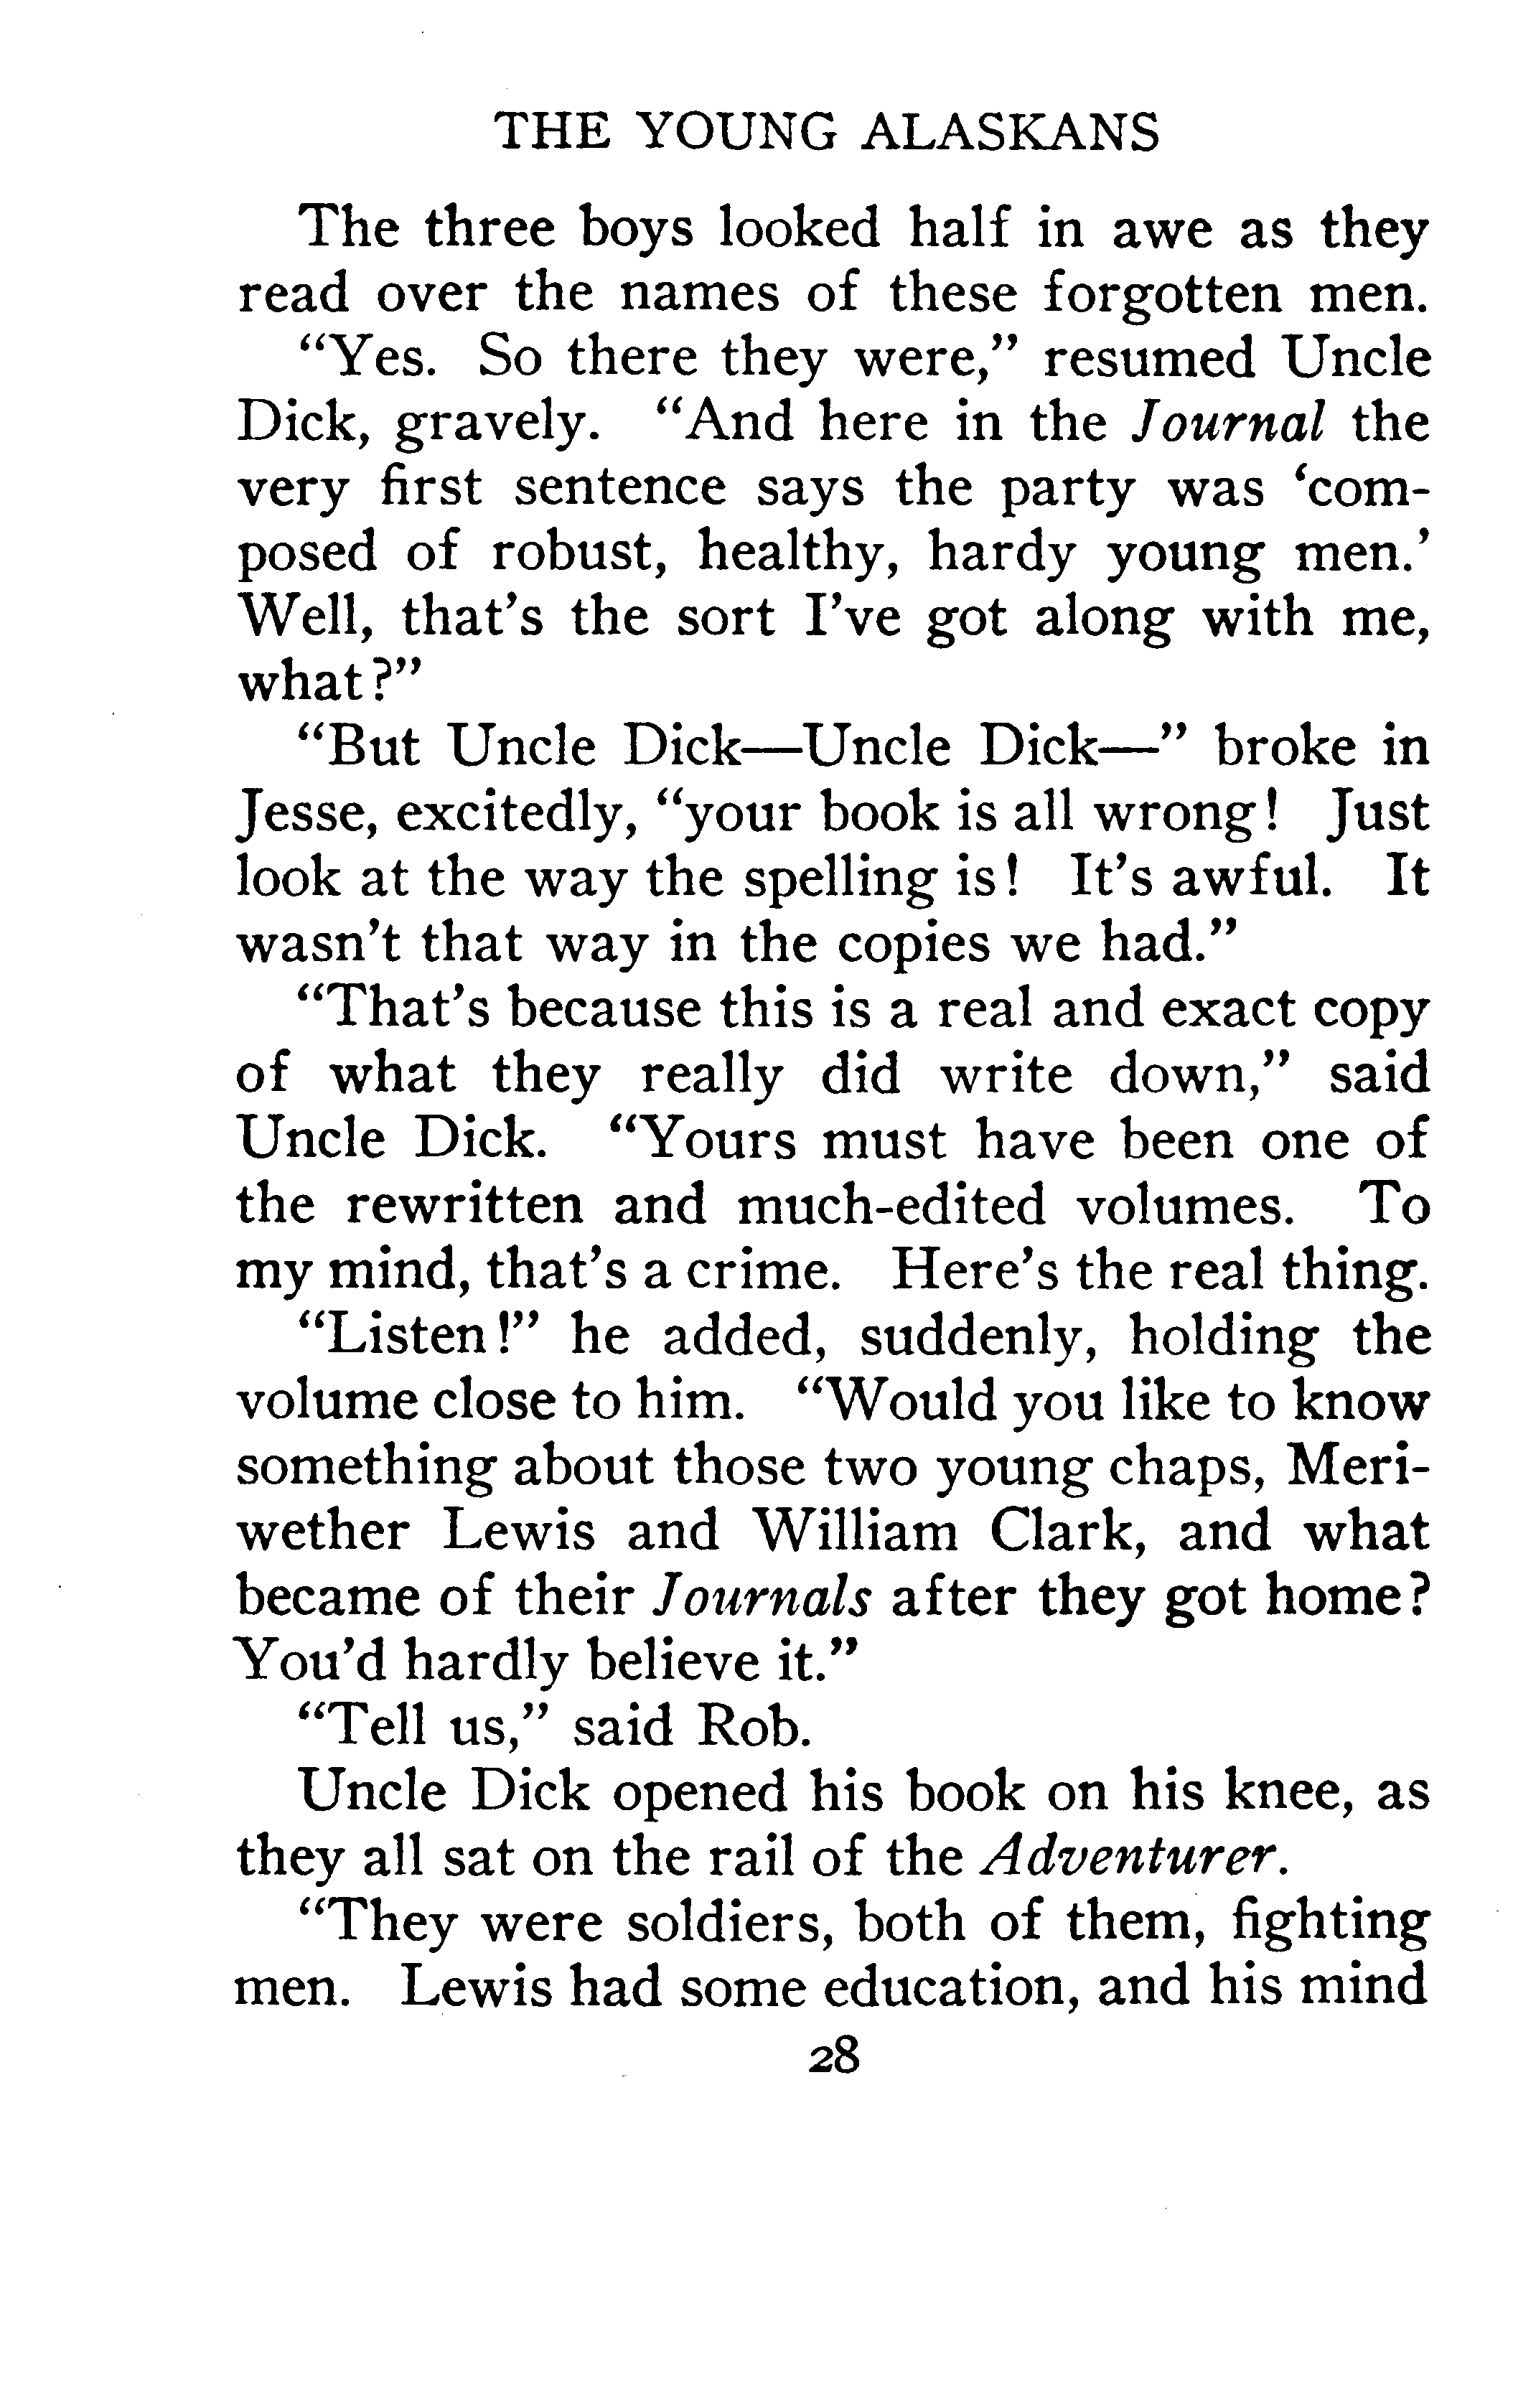 THE YOUNG ALASKANS
The three boys looked half in awe as they
read over the names of these forgotten men.
“Yes. So there they were,” resumed Uncle
Dick, gravely. “And here in the Journal the
very first sentence says the party was ‘com-
posed of robust, healthy, hardy young men.’
Well, that’s the sort I’ve got along with me,
what?”
“But Uncle Dick—Uncle Dick—” broke in
Jesse, excitedly, “your book is all wrong! Just
look at the way the spelling is! It’s awful. It
wasn’t that way in the copies we had.”
“That’s because this is a real and exact copy
of what they really did write down,” said
Uncle Dick. “Yours must have been one of
the rewritten and much-edited volumes. To
my mind, that’s a crime. Here’s the real thing.
“Listen!” he added, suddenly, holding the
volume close to him. “Would you like to know
something about those two young chaps, Meri-
wether Lewis and William Clark, and what
became of their Journals after they got home?
You’d hardly believe it.”
“Tell us,” said Rob.
Uncle Dick opened his book on his knee, as
they all sat on the rail of the Adventurer.
“They were soldiers, both of them, fighting
men. Lewis had some education, and his mind
28